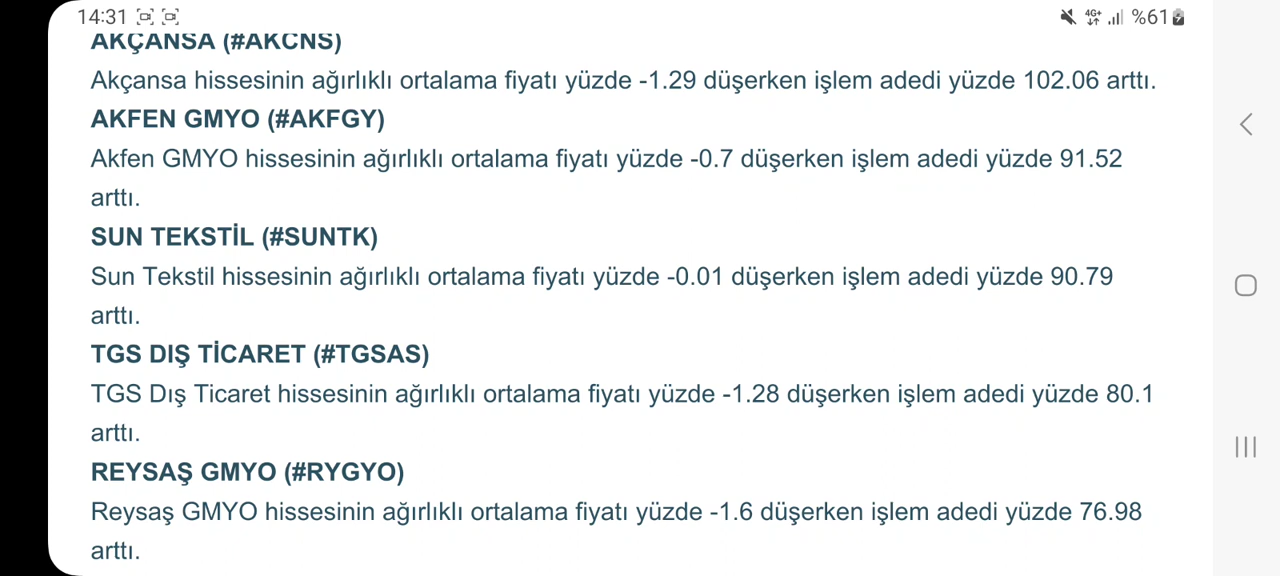 14:31
4G+
%61
AKÇANSA (#AKCNS)
Akçansa hissesinin ağırlıklı ortalama fiyatı yüzde -1.29 düşerken işlem adedi yüzde 102.06 arttı.
AKFEN GMYO (#AKFGY)
Akfen GMYO hissesinin ağırlıklı ortalama fiyatı yüzde -0.7 düşerken işlem adedi yüzde 91.52
arttı.
SUN TEKSTİL (#SUNTK)
Sun Tekstil hissesinin ağırlıklı ortalama fiyatı yüzde -0.01 düşerken işlem adedi yüzde 90.79
arttı.
TGS DIŞ TİCARET (#TGSAS)
TGS Dış Ticaret hissesinin ağırlıklı ortalama fiyatı yüzde -1.28 düşerken işlem adedi yüzde 80.1
arttı.
REYSAŞ GMYO (#RYGYO)
Reysaş GMYO hissesinin ağırlıklı ortalama fiyatı yüzde -1.6 düşerken işlem adedi yüzde 76.98
arttı.